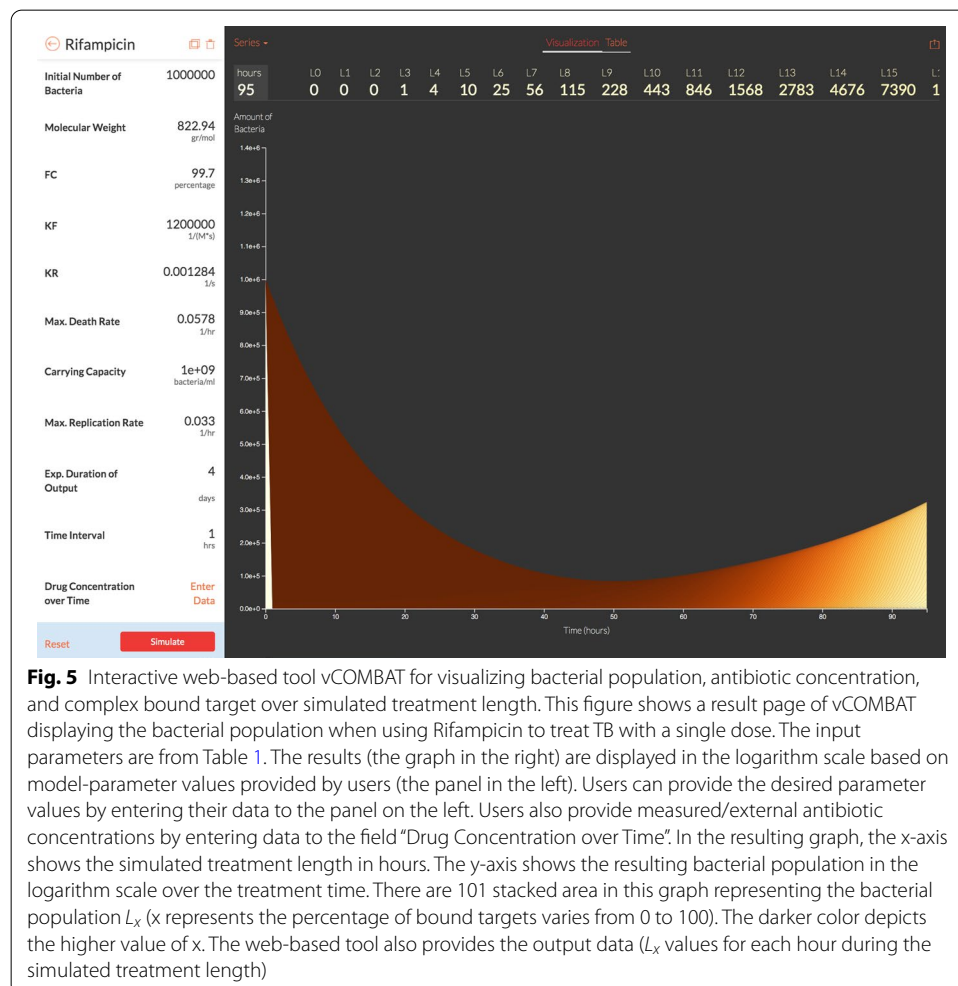 Rifampicin
Initial Number of 1000000
Bacteria
Molecular Weight 822.94
gr/mol
FC 99.7
percentage
KF 1200000
1/(M*s)
KR 0.001284
1/s
Max. Death Rate 0.0578
1/hr
Carrying Capacity 1e+09
bacteria/ml
Max. Replication Rate 0.033
1/hr
Exp. Duration of 4
Output
days
Time Interval 1
hrs
Drug Concentration Enter
over Time Data
Reset Simulate
Series Visualization Table
hours L0 L1 L2 L3 L4 L5 L6 L7 L8 L9 L10 L11 L12 L13 L14 L15 L1
95 0 0 0 1 4 10 25 56 115 228 443 846 1568 2783 4676 7390 1
Amount of
Bacteria
1.4e+6
1.3e+6
1.2e+6
1.1e+6
1.0e+6
9.0e+5
8.0e+5
7.0e+5
6.0e+5
5.0e+5
4.0e+5
3.0e+5
2.0e+5
1.0e+5
0.0e+0
0 10 20 30 40 50 60 70 80 90
Time (hours)
Fig. 5 Interactive web-based tool vCOMBAT for visualizing bacterial population, antibiotic concentration,
and complex bound target over simulated treatment length. This figure shows a result page of vCOMBAT
displaying the bacterial population when using Rifampicin to treat TB with a single dose. The input
parameters are from Table 1. The results (the graph in the right) are displayed in the logarithm scale based on
model-parameter values provided by users (the panel in the left). Users can provide the desired parameter
values by entering their data to the panel on the left. Users also provide measured/external antibiotic
concentrations by entering data to the field "Drug Concentration over Time". In the resulting graph, the x-axis
shows the simulated treatment length in hours. The y-axis shows the resulting bacterial population in the
logarithm scale over the treatment time. There are 101 stacked area in this graph representing the bacterial
population Lx (x represents the percentage of bound targets varies from 0 to 100). The darker color depicts
the higher value of x. The web-based tool also provides the output data (Lx values for each hour during the
simulated treatment length)